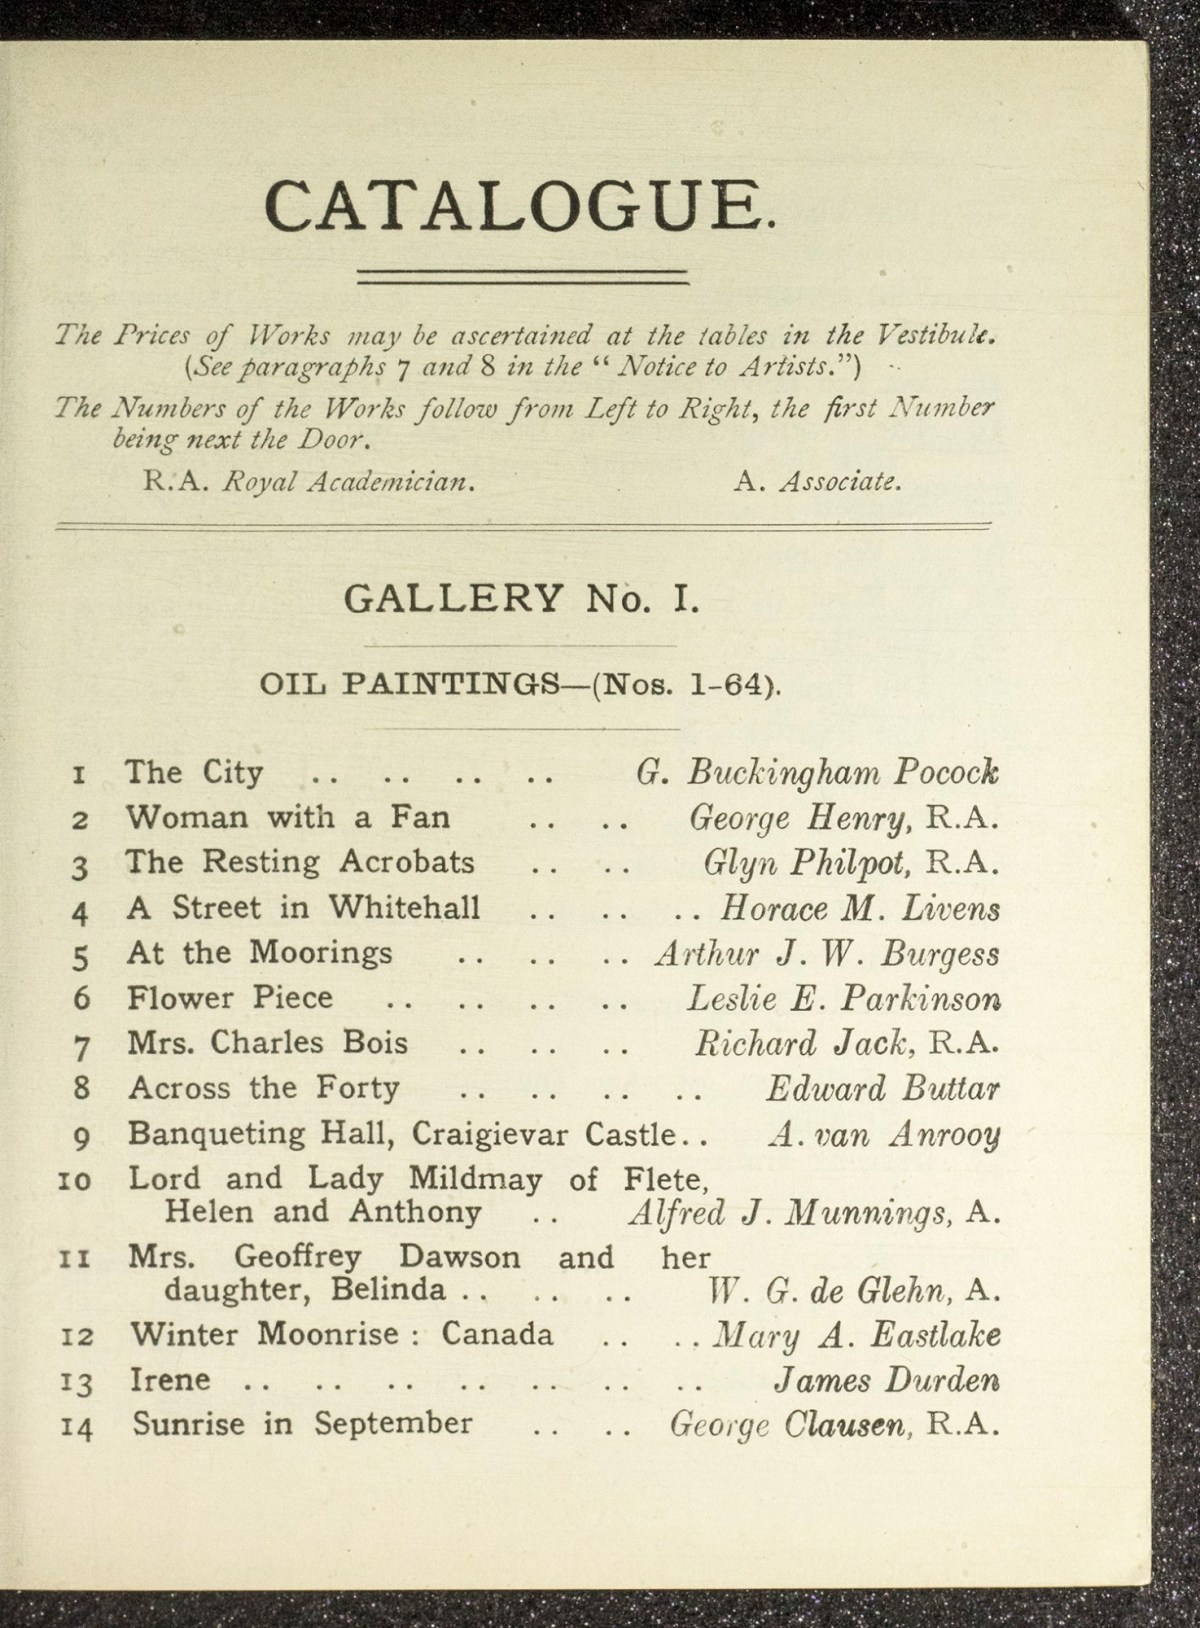 CATALOGUE.
The Prices of Works may be ascertained at the tables in the Vestibule.
(See paragraphs 7 and 8 in the “ Notice to Artists.”)
The Numbers of the Works follow from Left to Right, the first Number
being next the Door.
R.A. Royal Academician. A. Associate.
GALLERY No. I.
OIL PAINTINGS—(Nos. 1-64).
1 The City .. .. .. .. G. Buckingham Pocock
2 Woman with a Fan .. .. George Henry, R.A.
3 The Resting Acrobats .. .. Glyn Philpot, R.A.
4 A Street in Whitehall .. .. .. Horace M. Livens
5 At the Moorings .. .. .. Arthur J. W. Burgess
6 Flower Piece .. .. .. .. Leslie E. Parkinson
7 Mrs. Charles Bois .. .. .. Richard Jack, R.A.
8 Across the Forty .. .. .. .. Edward Buttar
9 Banqueting Hall, Craigievar Castle.. A. van Anrooy
10 Lord and Lady Mildmay of Flete,
Helen and Anthony .. Alfred J. Munnings, A.
11 Mrs. Geoffrey Dawson and her
daughter, Belinda .. .. .. W. G. de Glehn, A.
12 Winter Moonrise : Canada .. .. Mary A. Eastlake
13 Irene .. .. .. .. .. .. .. James Durden
14 Sunrise in September .. .. George Clausen, R.A.